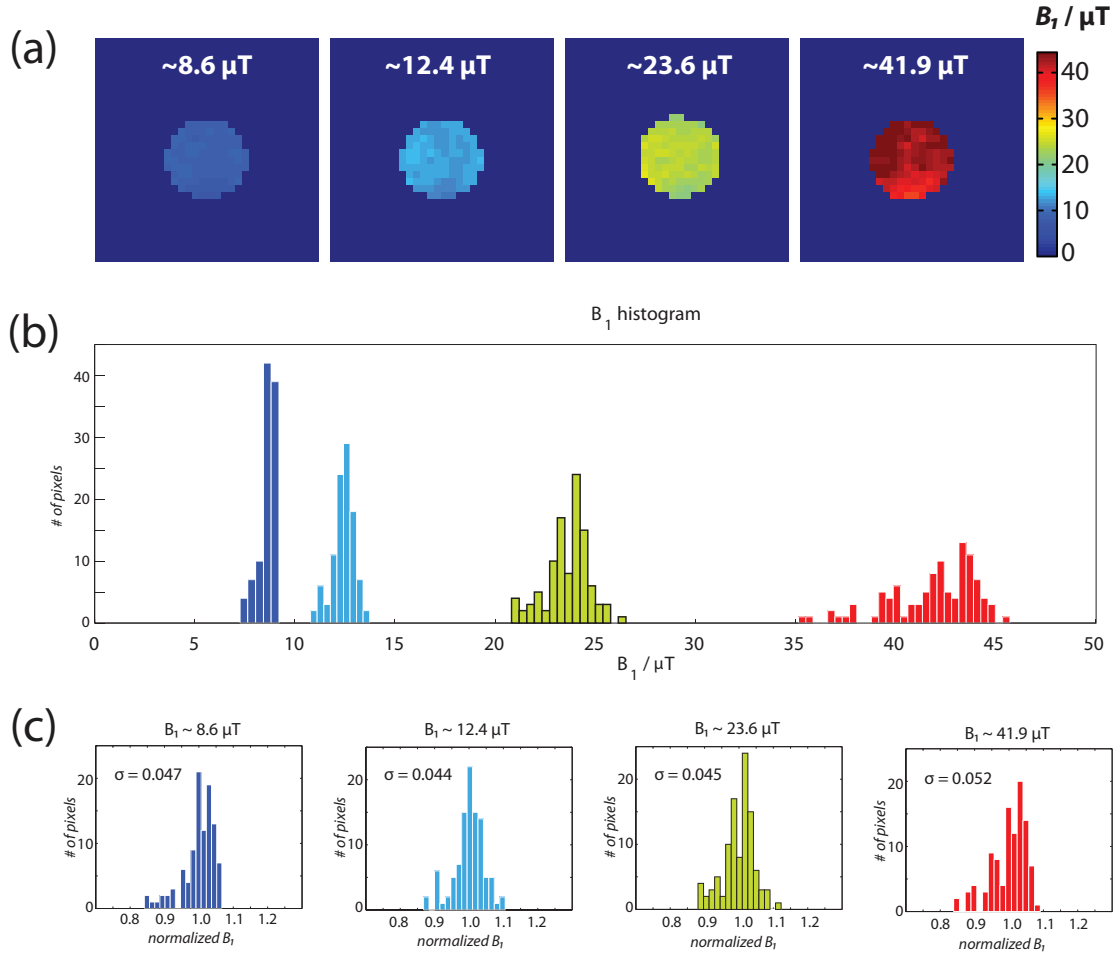 (a)
~8.6 µT
~12.4 µT
~23.6 µT
~41.9 µT
B₁ / µT
40
30
20
10
0
(b)
B₁ histogram
# of pixels
40
30
20
10
0
0 5 10 15 20 25 30 35 40 45 50
B₁ / µT
(c)
B₁ ~ 8.6 µT
σ = 0.047
# of pixels
20
10
0
0.8 0.9 1.0 1.1 1.2
normalized B₁
B₁ ~ 12.4 µT
σ = 0.044
# of pixels
20
10
0
0.8 0.9 1.0 1.1 1.2
normalized B₁
B₁ ~ 23.6 µT
σ = 0.045
# of pixels
20
10
0
0.8 0.9 1.0 1.1 1.2
normalized B₁
B₁ ~ 41.9 µT
σ = 0.052
# of pixels
20
10
0
0.8 0.9 1.0 1.1 1.2
normalized B₁